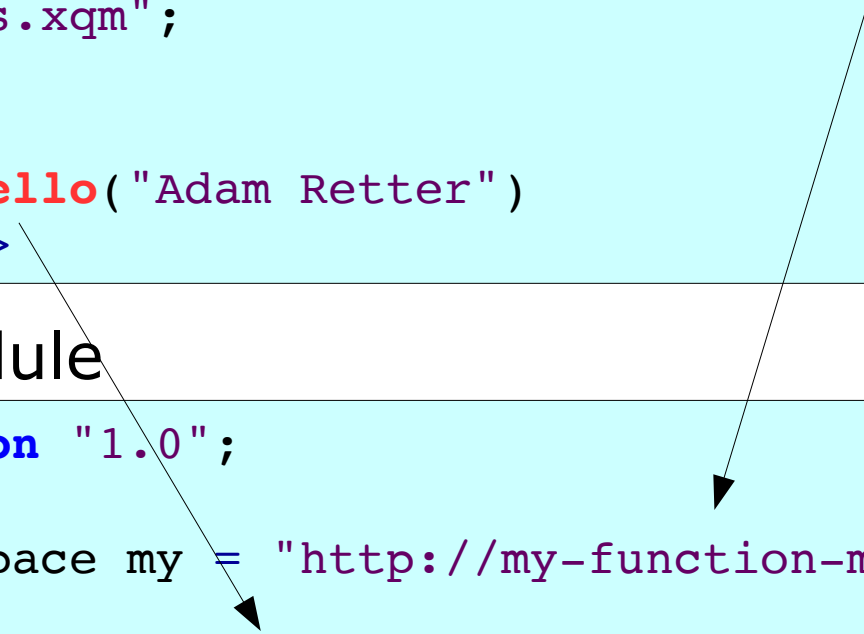 s.xqm";
ello("Adam Retter")
>
dule
on "1.0";
pace my = "http://my-function-m